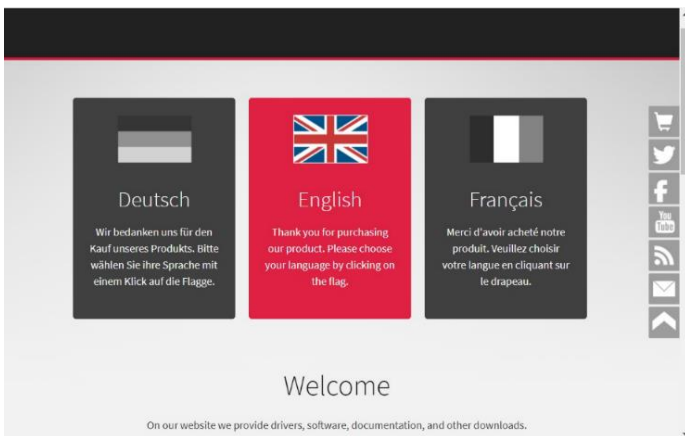 Deutsch
Wir bedanken uns für den
Kauf unseres Produkts. Bitte
wählen Sie ihre Sprache mit
einem Klick auf die Flagge.
English
Thank you for purchasing
our product. Please choose
your language by clicking on
the flag.
Français
Merci d'avoir acheté notre
produit. Veuillez choisir
votre langue en cliquant sur
le drapeau.
You
Tube
Welcome
On our website we provide drivers, software, documentation, and other downloads.